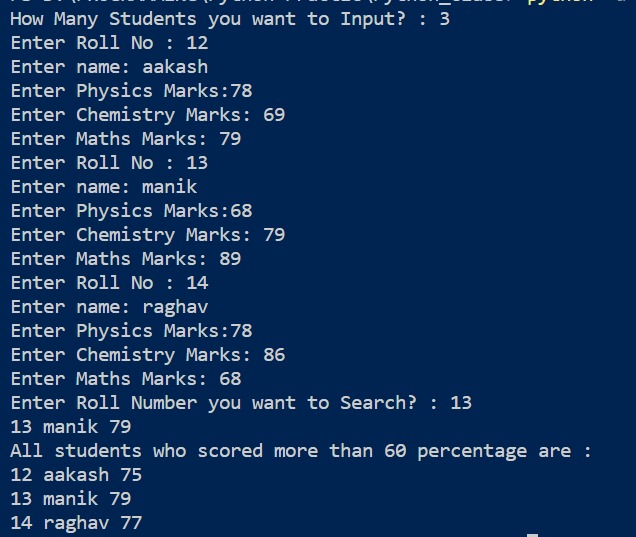 How Many Students you want to Input? : 3
Enter Roll No : 12
Enter name: aakash
Enter Physics Marks:78
Enter Chemistry Marks: 69
Enter Maths Marks: 79
Enter Roll No : 13
Enter name: manik
Enter Physics Marks:68
Enter Chemistry Marks: 79
Enter Maths Marks: 89
Enter Roll No : 14
Enter name: raghav
Enter Physics Marks:78
Enter Chemistry Marks: 86
Enter Maths Marks: 68
Enter Roll Number you want to Search? : 13
13 manik 79
All students who scored more than 60 percentage are :
12 aakash 75
13 manik 79
14 raghav 77